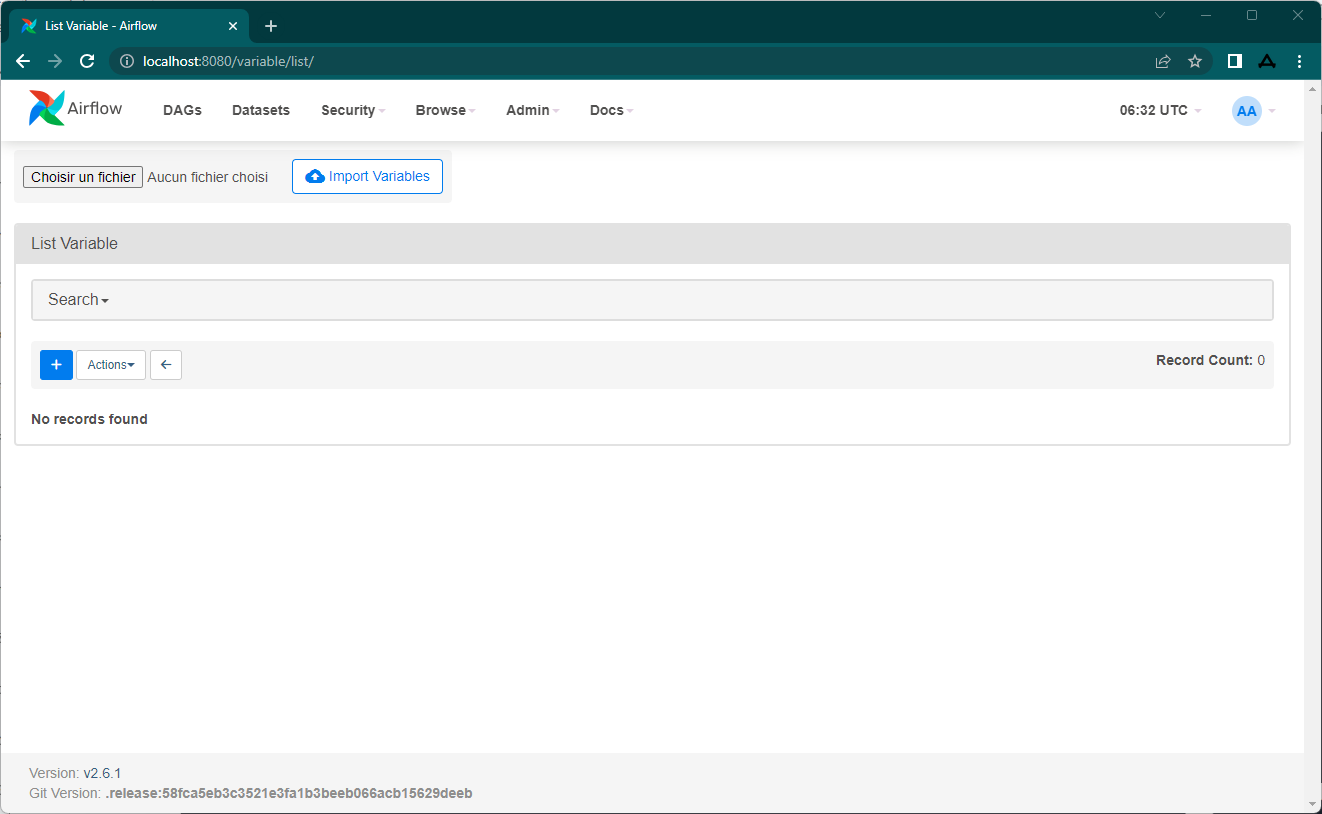 List Variable - Airflow
localhost:8080/variable/list/
Airflow DAGs Datasets Security Browse Admin Docs 06:32 UTC AA
Choisir un fichier Aucun fichier choisi Import Variables
List Variable
Search
+ Actions Record Count: 0
No records found
Version: v2.6.1
Git Version: .release:58fca5eb3c3521e3fa1b3beeb066acb15629deeb